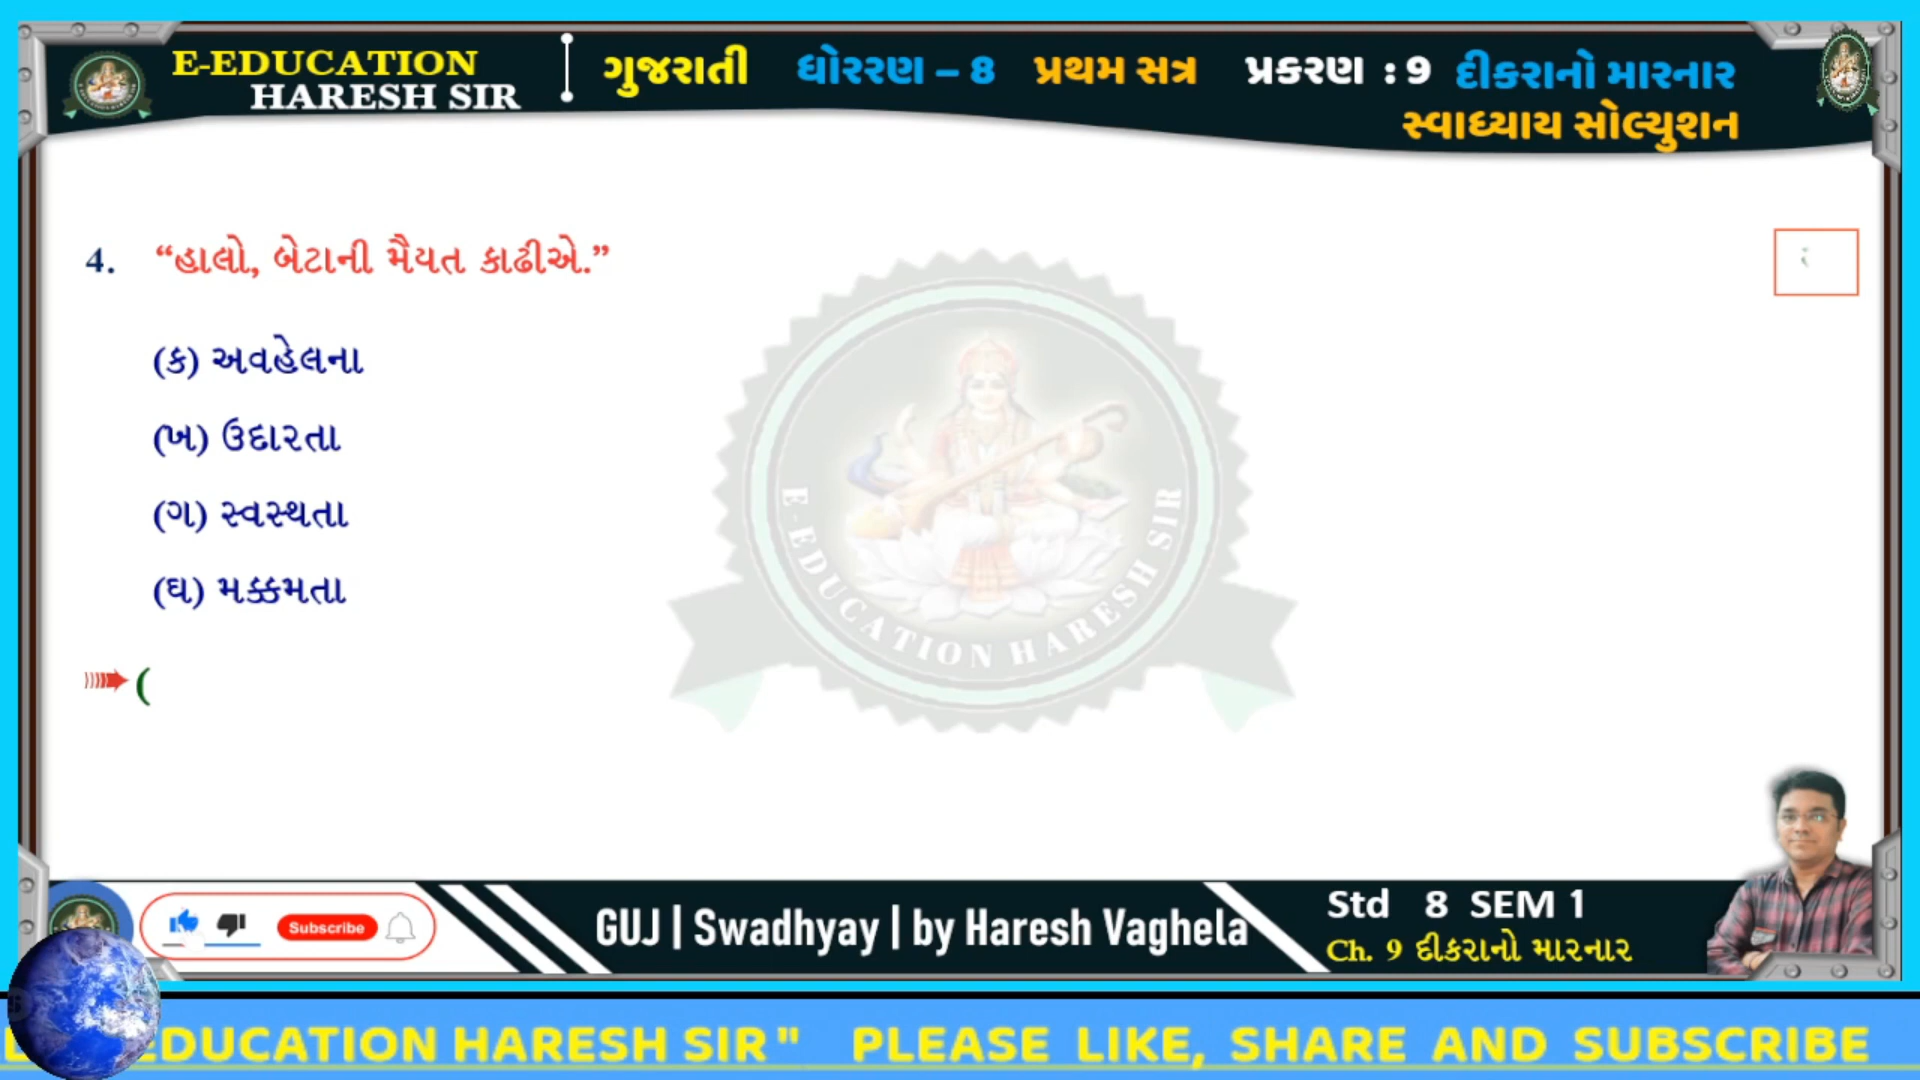 E-EDUCATION
HARESH SIR
ગુજરાતી ધોરરણ – 8 પ્રથમ સત્ર પ્રકરણ : 9 દીકરાનો મારનાર
સ્વાધ્યાય સોલ્યુશન
4. “હાલો, બેટાની મૈયત કાઢીએ.”
(ક) અવહેલના
(ખ) ઉદારતા
(ગ) સ્વસ્થતા
(ઘ) મક્કમતા
(
E-EDUCATION HARESH SIR
Subscribe
GUJ | Swadhyay | by Haresh Vaghela
Std 8 SEM 1
Ch. 9 દીકરાનો મારનાર
EDUCATION HARESH SIR" PLEASE LIKE, SHARE AND SUBSCRIBE